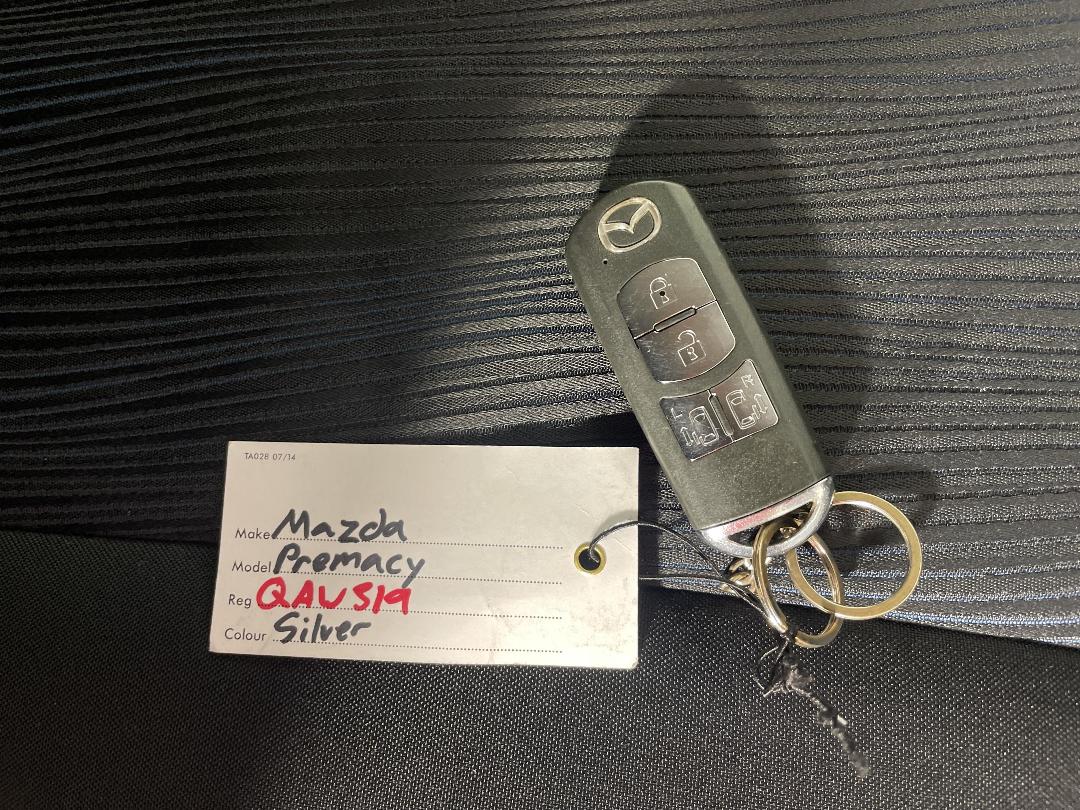 TA028 07/14
Make Mazda
Model Premacy
Reg QAU519
Colour Silver
L
R